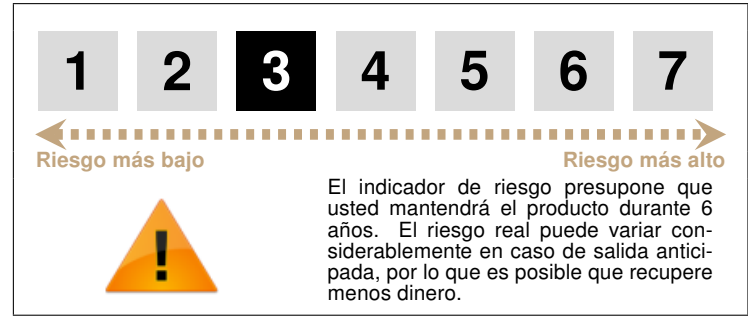 1 2 3 4 5 6 7
Riesgo más bajo Riesgo más alto
!
El indicador de riesgo presupone que
usted mantendrá el producto durante 6
años. El riesgo real puede variar con-
siderablemente en caso de salida antici-
pada, por lo que es posible que recupere
menos dinero.